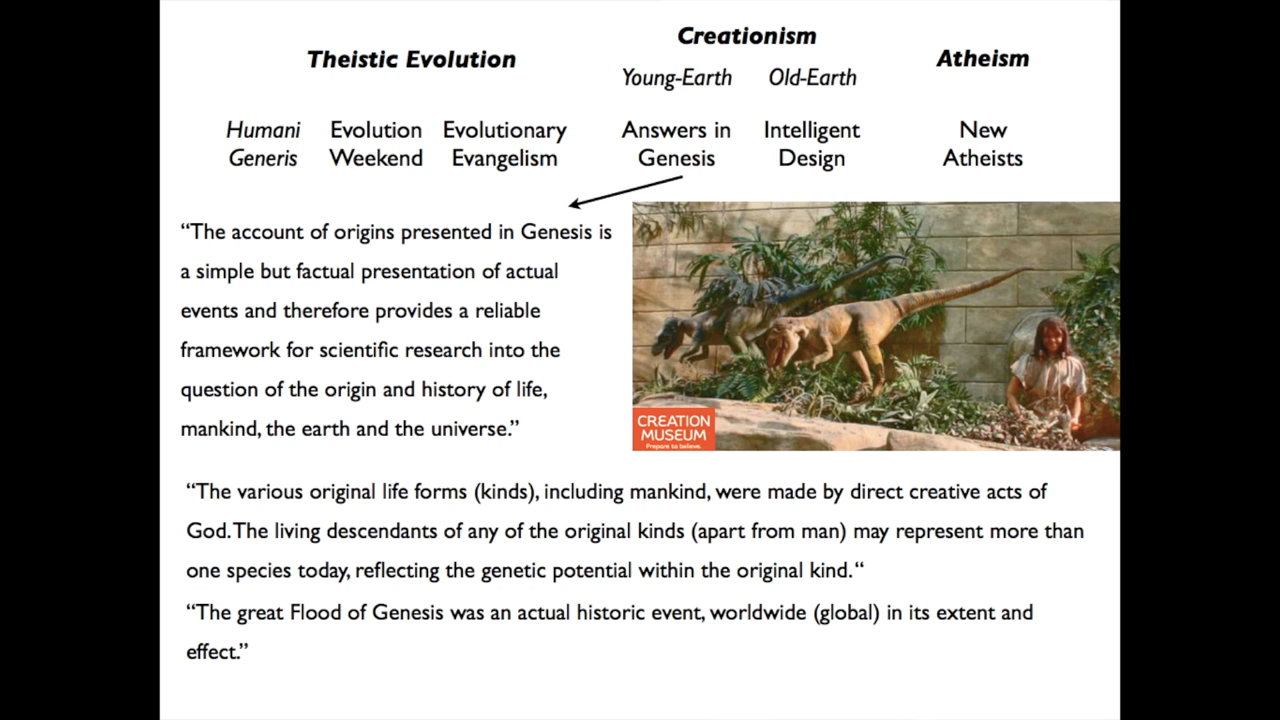 Creationism
Theistic Evolution
Atheism
Young-Earth Old-Earth
Humani Generis
Evolution Weekend
Evolutionary Evangelism
Answers in Genesis
Intelligent Design
New Atheists
“The account of origins presented in Genesis is
a simple but factual presentation of actual
events and therefore provides a reliable
framework for scientific research into the
question of the origin and history of life,
mankind, the earth and the universe.”
CREATION
MUSEUM
Prepare to believe.
“The various original life forms (kinds), including mankind, were made by direct creative acts of
God. The living descendants of any of the original kinds (apart from man) may represent more than
one species today, reflecting the genetic potential within the original kind.“
“The great Flood of Genesis was an actual historic event, worldwide (global) in its extent and
effect.”